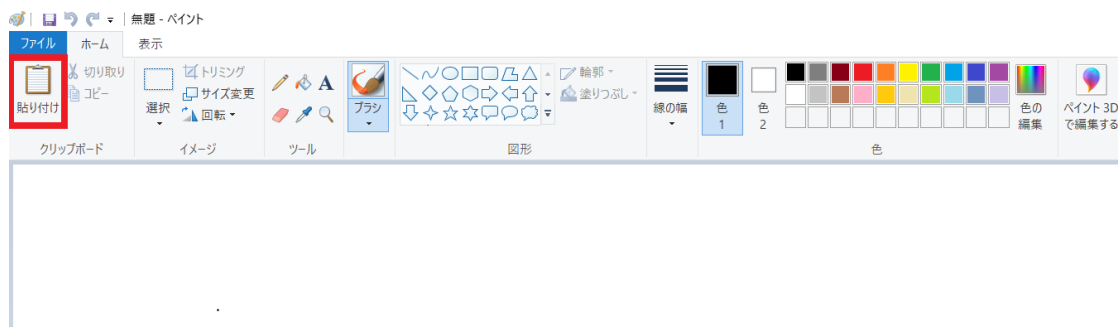 無題 - ペイント
ファイル ホーム 表示
貼り付け
切り取り
コピー
クリップボード
選択
トリミング
サイズ変更
回転
イメージ
A
ツール
ブラシ
輪郭
塗りつぶし
図形
線の幅
色
1
色
2
色の
編集
色
ペイント 3D
で編集する